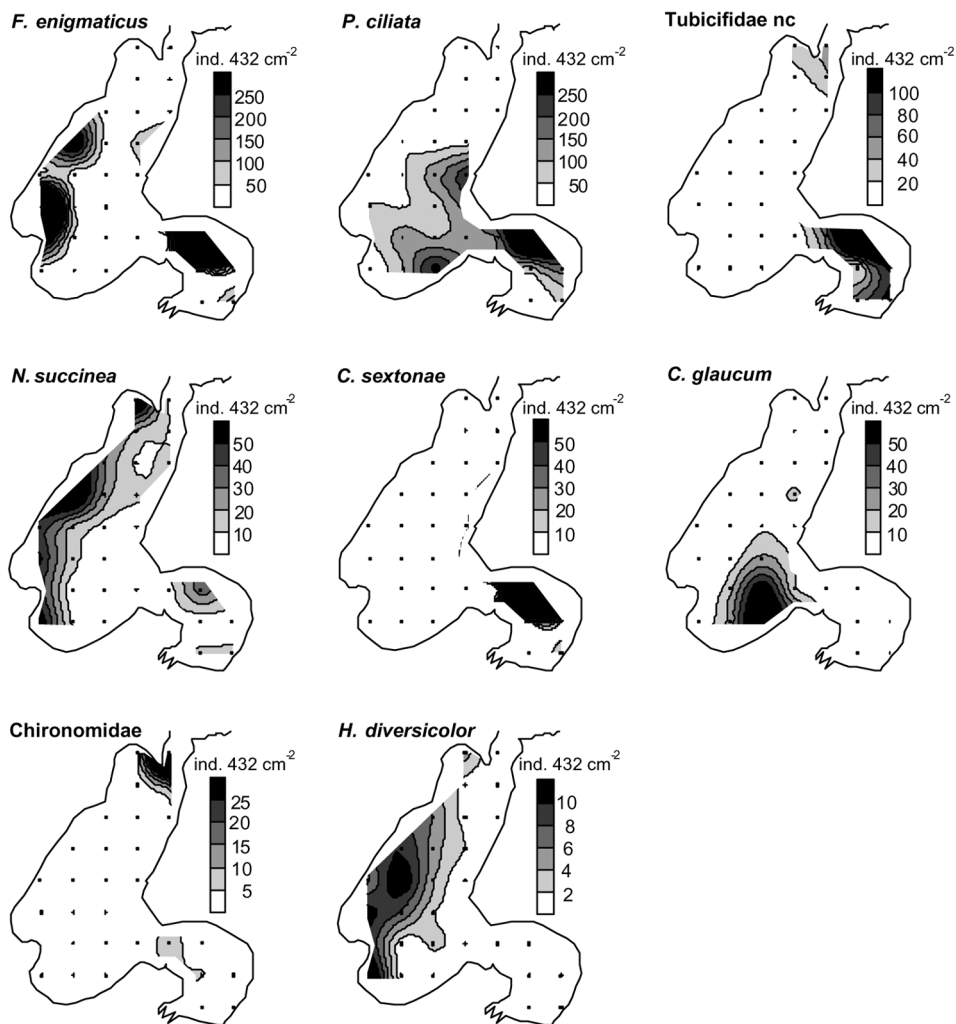 F. enigmaticus
ind. 432 cm-2
250
200
150
100
50
P. ciliata
ind. 432 cm-2
250
200
150
100
50
Tubicifidae nc
ind. 432 cm-2
100
80
60
40
20
N. succinea
ind. 432 cm-2
50
40
30
20
10
C. sextonae
ind. 432 cm-2
50
40
30
20
10
C. glaucum
ind. 432 cm-2
50
40
30
20
10
Chironomidae
ind. 432 cm-2
25
20
15
10
5
H. diversicolor
ind. 432 cm-2
10
8
6
4
2